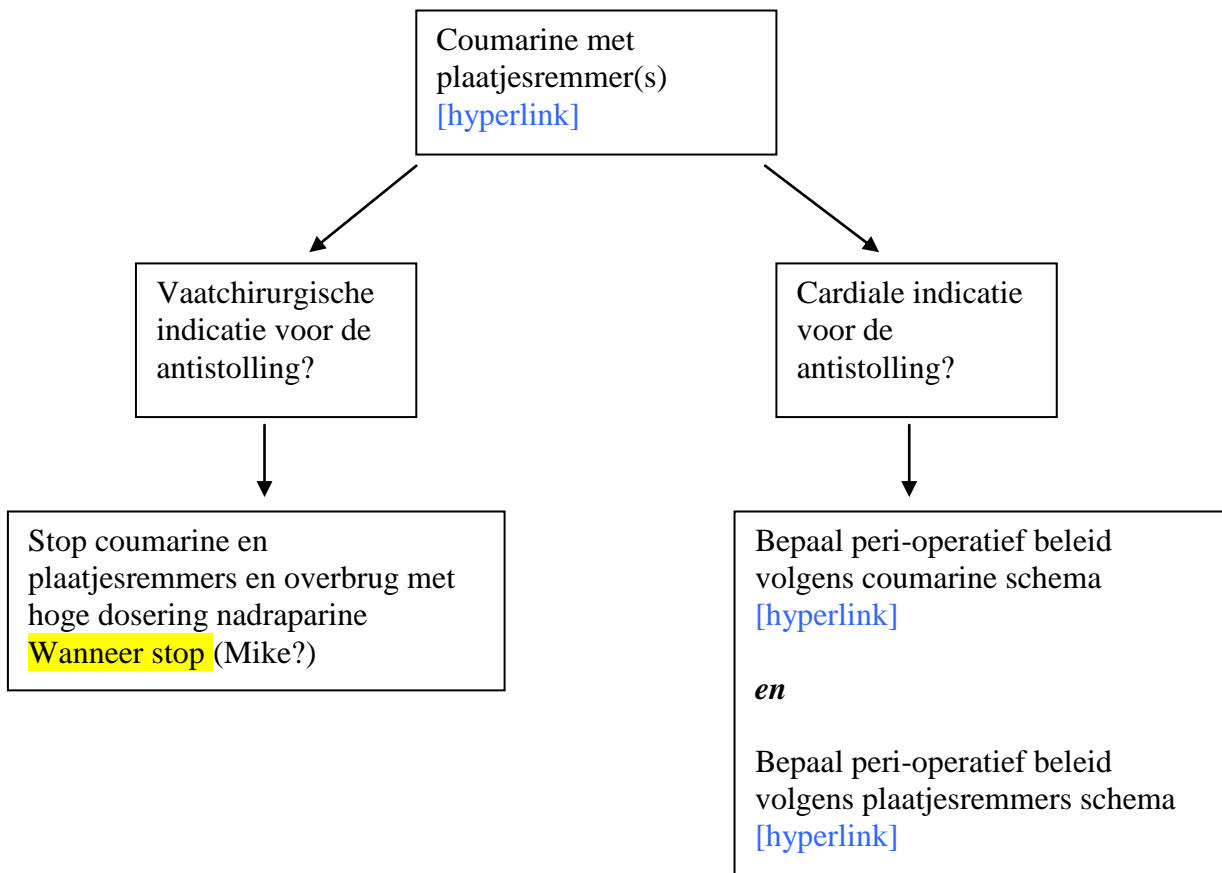 Coumarine met
plaatjesremmer(s)
[hyperlink]
Vaatchirurgische
indicatie voor de
antistolling?
Cardiale indicatie
voor de
antistolling?
Stop coumarine en
plaatjesremmers en overbrug met
hoge dosering nadraparine
Wanneer stop (Mike?)
Bepaal peri-operatief beleid
volgens coumarine schema
[hyperlink]
en
Bepaal peri-operatief beleid
volgens plaatjesremmers schema
[hyperlink]